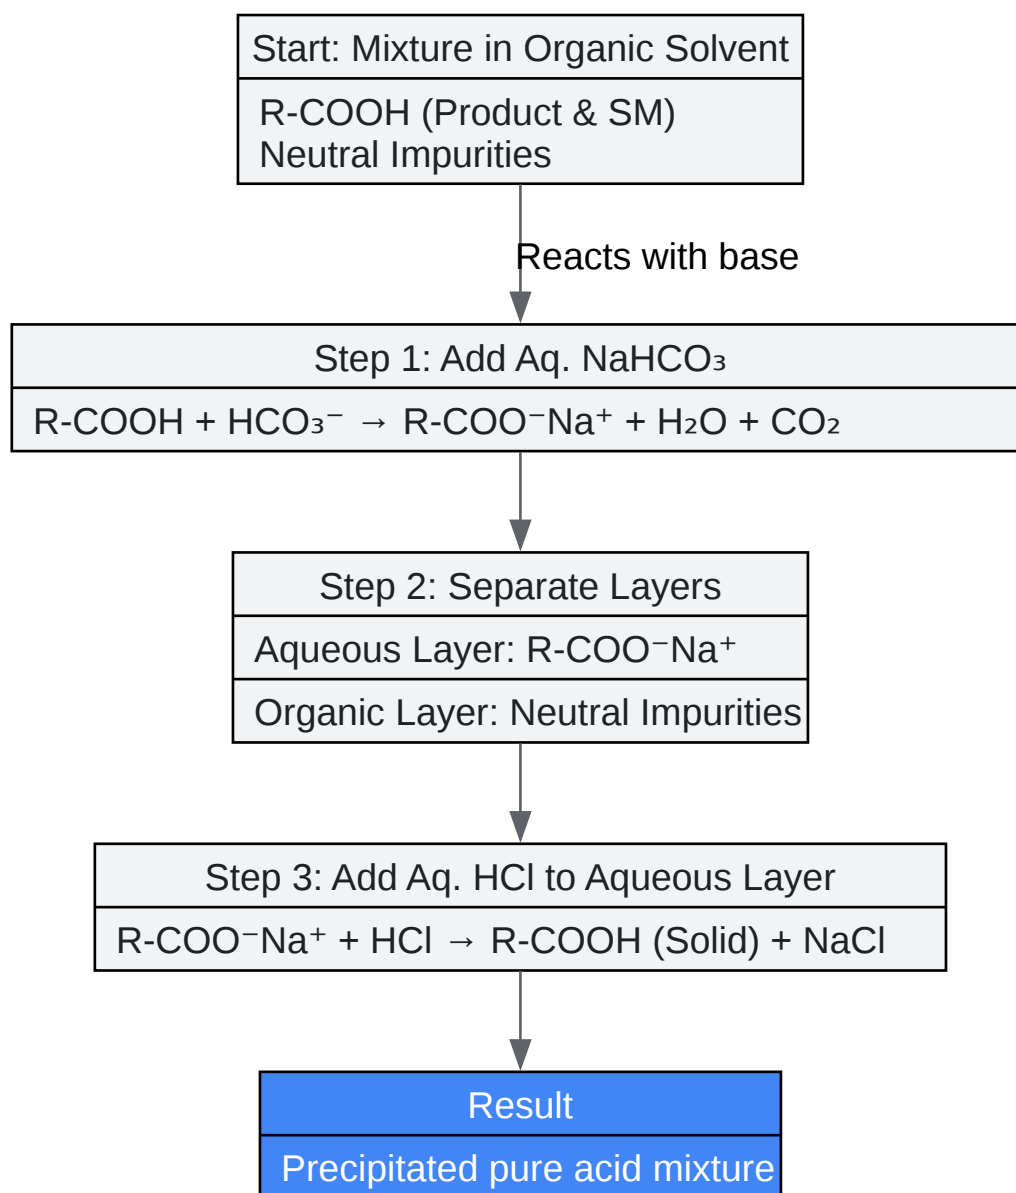 Start: Mixture in Organic Solvent
R-COOH (Product & SM)
Neutral Impurities
Reacts with base
Step 1: Add Aq. NaHCO₃
R-COOH + HCO₃⁻ → R-COO⁻Na⁺ + H₂O + CO₂
Step 2: Separate Layers
Aqueous Layer: R-COO⁻Na⁺
Organic Layer: Neutral Impurities
Step 3: Add Aq. HCl to Aqueous Layer
R-COO⁻Na⁺ + HCl → R-COOH (Solid) + NaCl
Result
Precipitated pure acid mixture